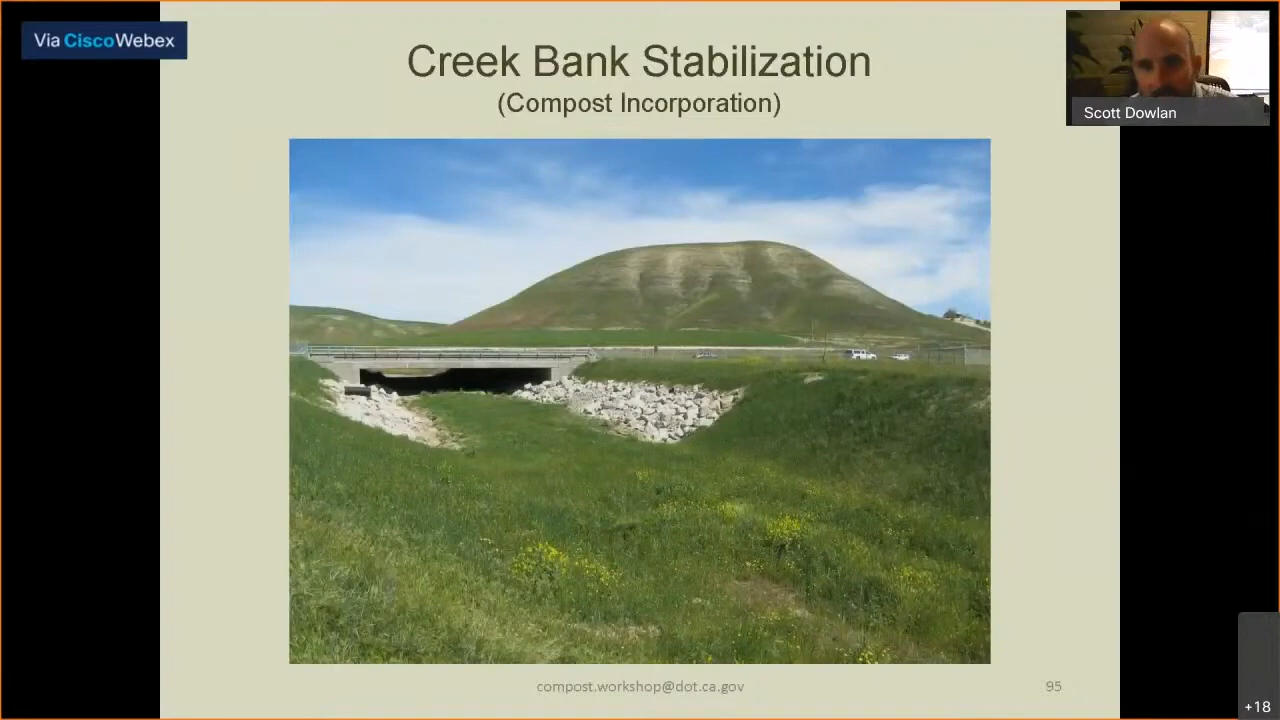 Via CiscoWebex
Creek Bank Stabilization
(Compost Incorporation)
Scott Dowlan
compost.workshop@dot.ca.gov
95
+18